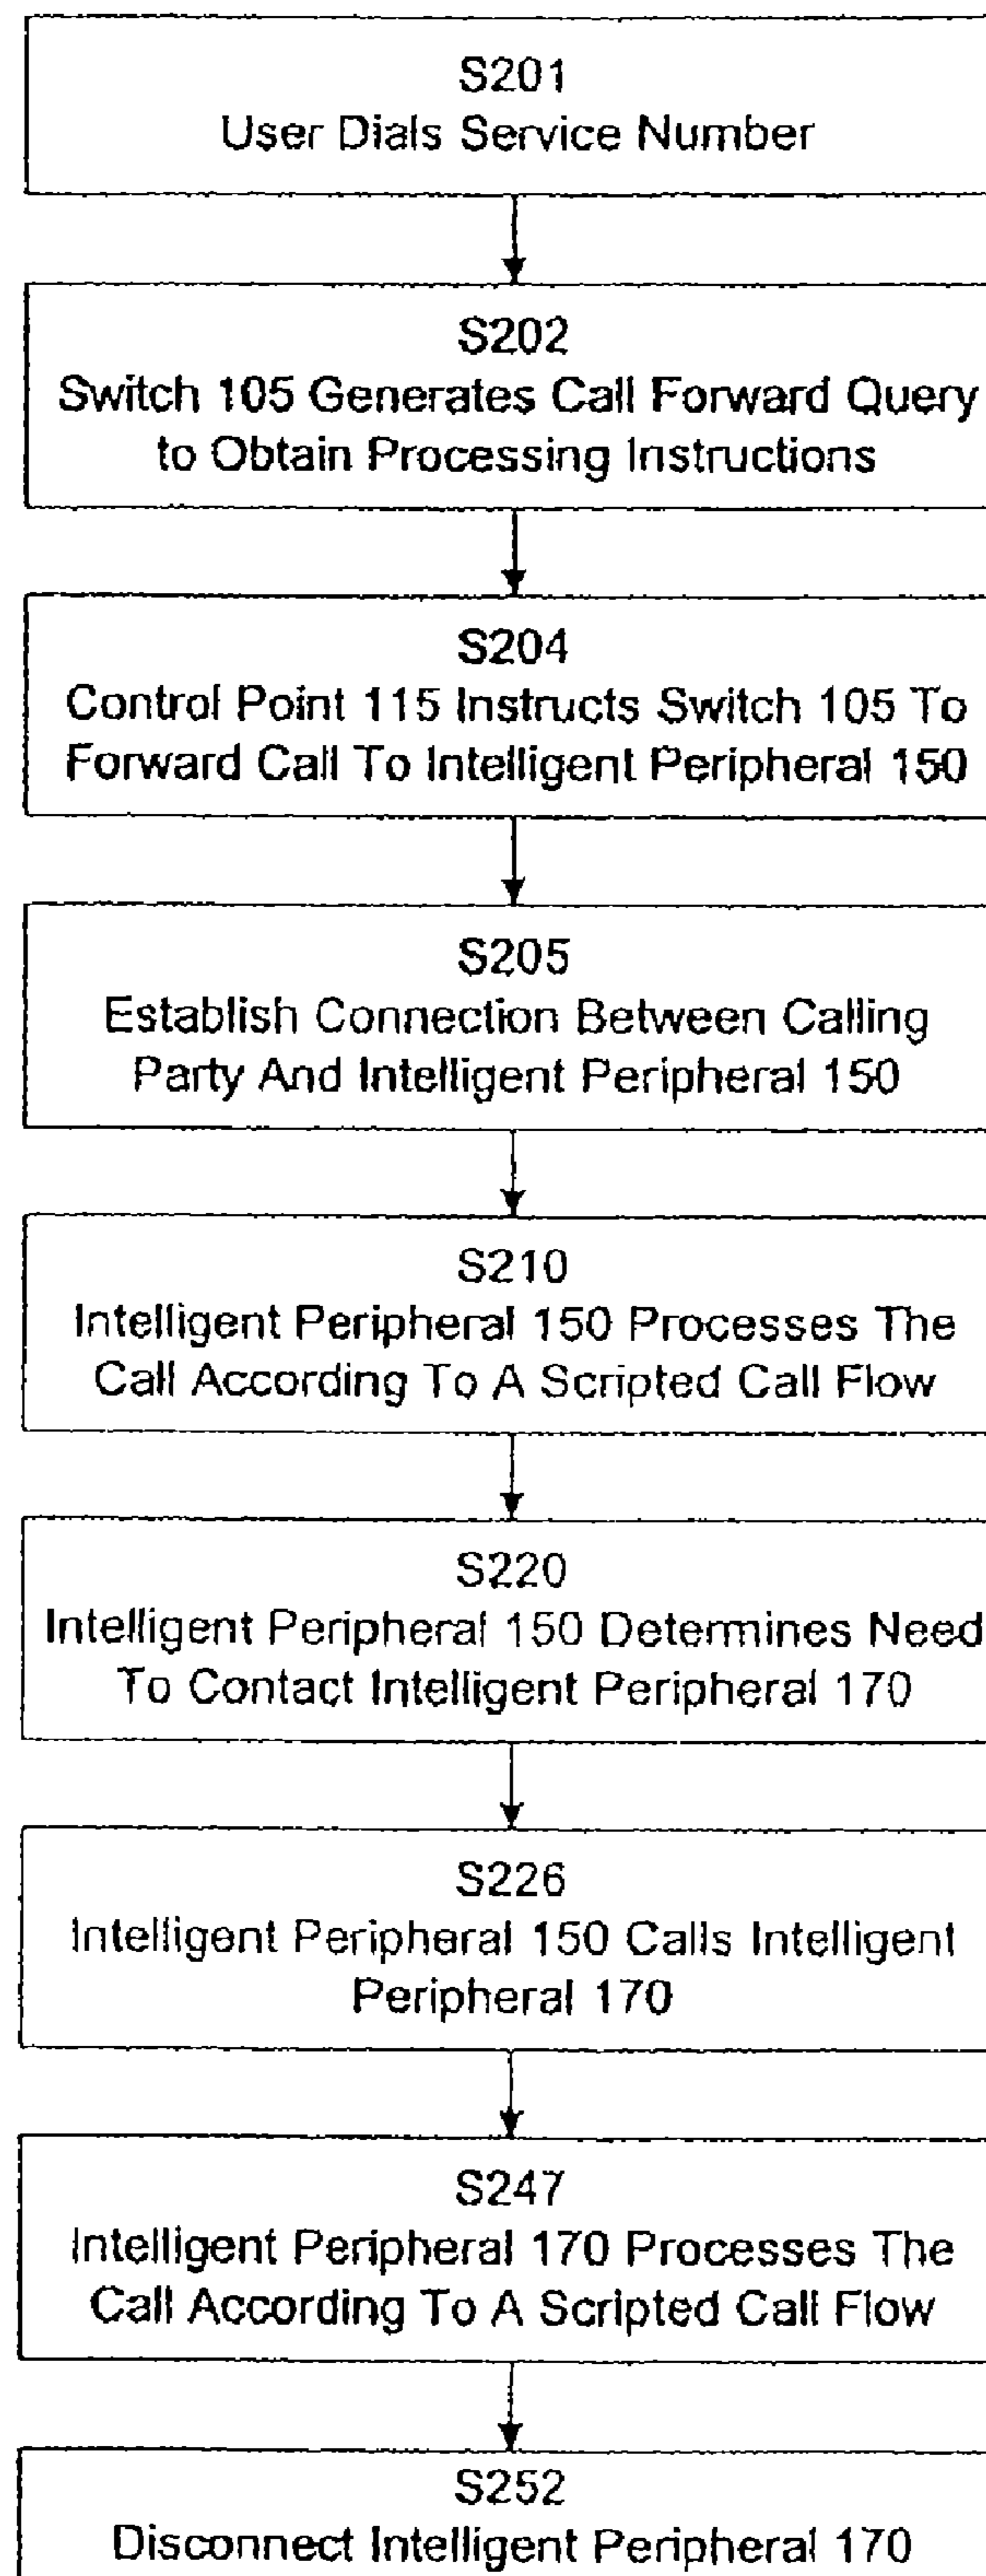 S201
User Dials Service Number
S202
Switch 105 Generates Call Forward Query
to Obtain Processing Instructions
S204
Control Point 115 Instructs Switch 105 To
Forward Call To Intelligent Peripheral 150
S205
Establish Connection Between Calling
Party And Intelligent Peripheral 150
S210
Intelligent Peripheral 150 Processes The
Call According To A Scripted Call Flow
S220
Intelligent Peripheral 150 Determines Need
To Contact Intelligent Peripheral 170
S226
Intelligent Peripheral 150 Calls Intelligent
Peripheral 170
S247
Intelligent Peripheral 170 Processes The
Call According To A Scripted Call Flow
S252
Disconnect Intelligent Peripheral 170